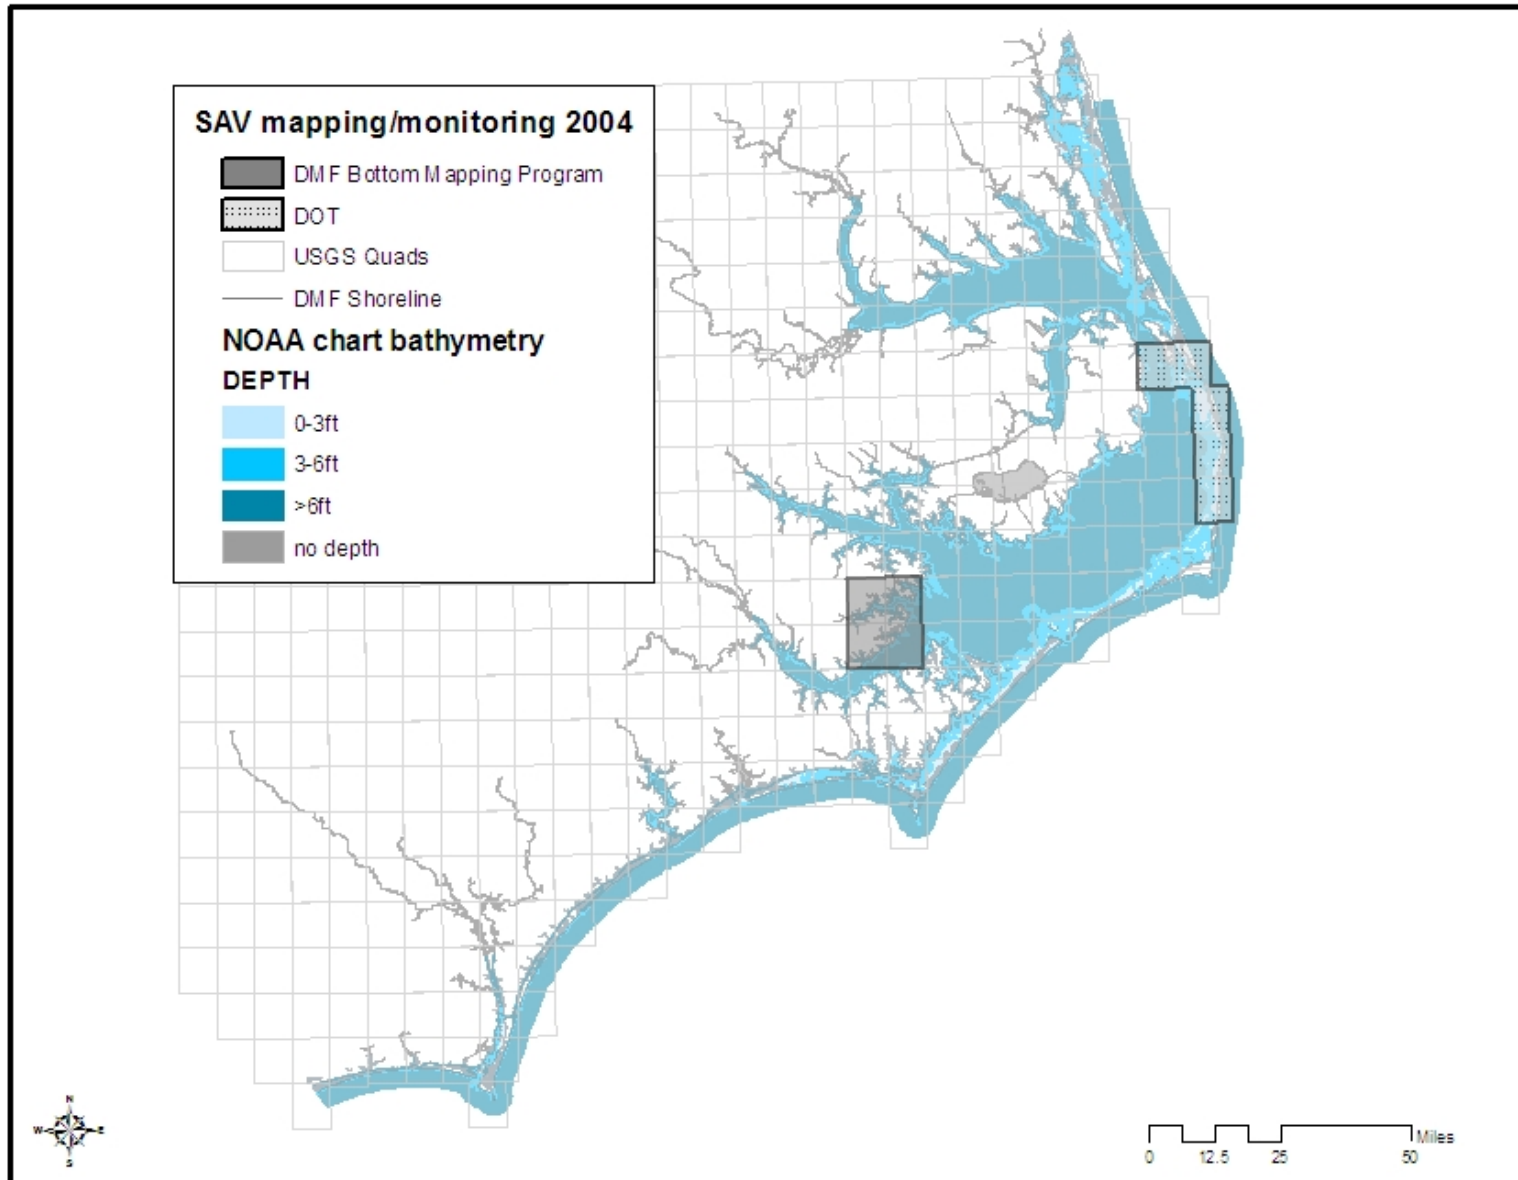 SAV mapping/monitoring 2004
DMF Bottom Mapping Program
DOT
USGS Quads
DMF Shoreline
NOAA chart bathymetry
DEPTH
0-3ft
3-6ft
>6ft
no depth
N
W E
S
Miles
0 12.5 25 50